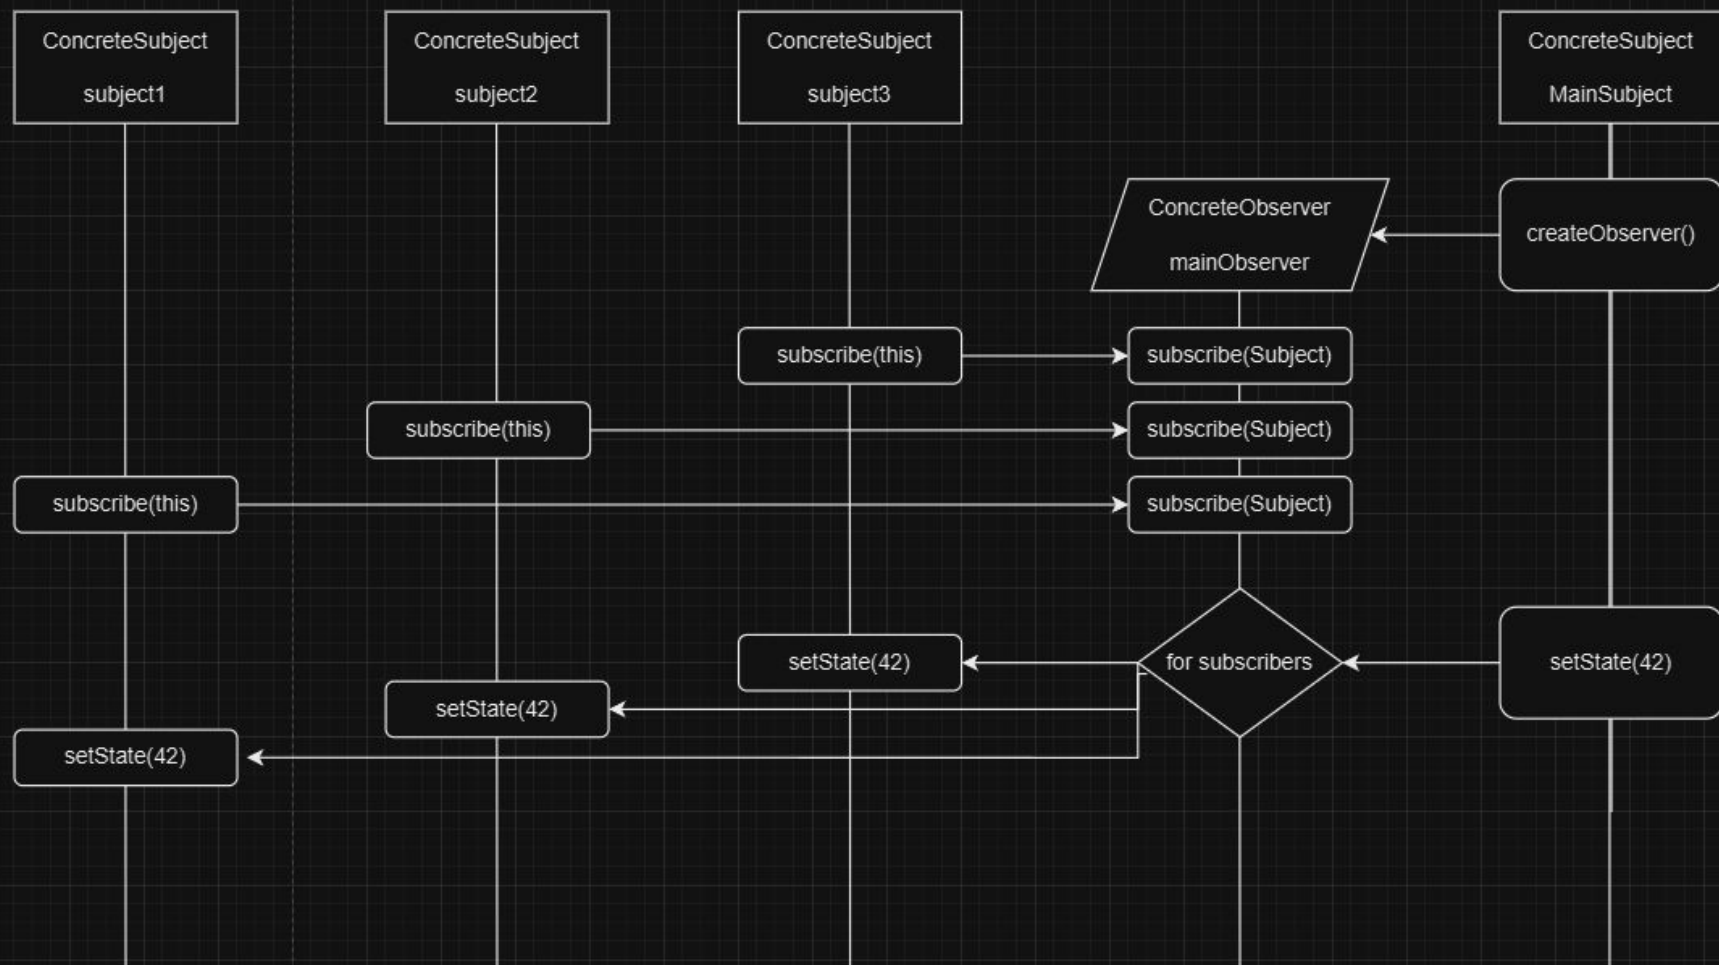 ConcreteSubject
subject1
ConcreteSubject
subject2
ConcreteSubject
subject3
ConcreteSubject
MainSubject
ConcreteObserver
mainObserver
createObserver()
subscribe(this)
subscribe(Subject)
subscribe(this)
subscribe(Subject)
subscribe(this)
subscribe(Subject)
setState(42)
for subscribers
setState(42)
setState(42)
setState(42)